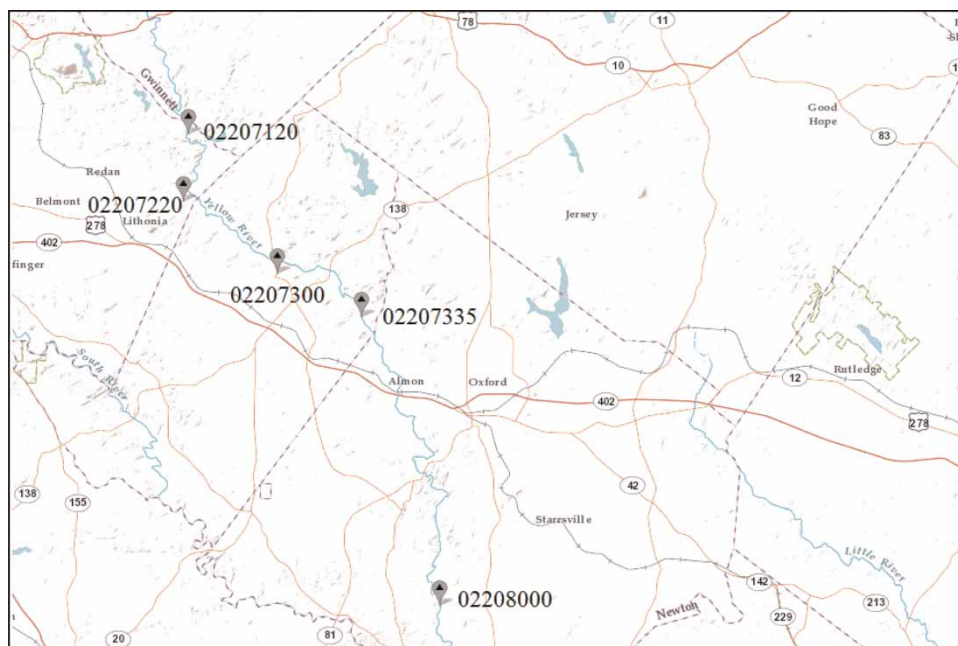 78
11
10
Gwinnett
Good
Hope
02207120
83
Redan
Belmont
02207220
Lithonia
278
Yellow River
138
Jersey
402
finger
02207300
02207335
South River
Almon
Oxford
402
12
Rutledge
278
138
155
42
Starrsville
Little River
142
213
02208000
Newton
229
20
81